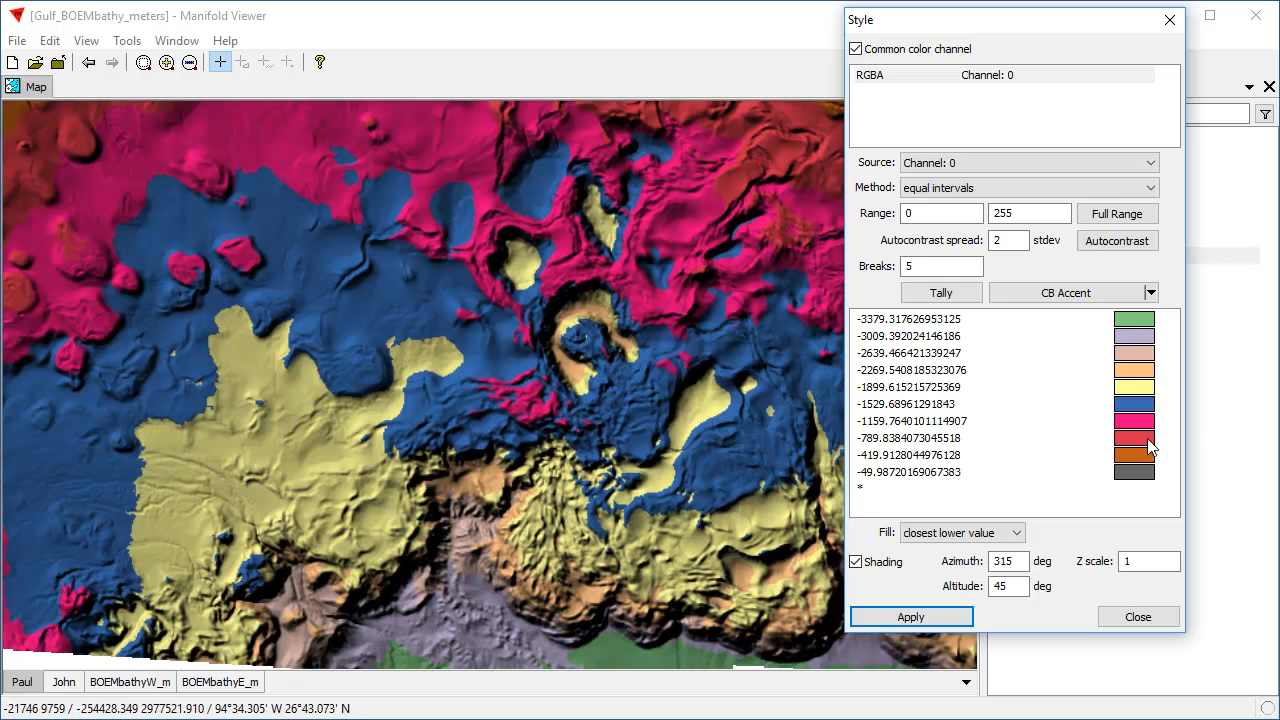 [Gulf_BOEMbathy_meters] - Manifold Viewer
File Edit View Tools Window Help
Map
Style
Common color channel
RGBA Channel: 0
Source: Channel: 0
Method: equal intervals
Range: 0 255 Full Range
Autocontrast spread: 2 stdev Autocontrast
Breaks: 5
Tally CB Accent
-3379.317626953125
-3009.392024146186
-2639.466421339247
-2269.5408185323076
-1899.615215725369
-1529.68961291843
-1159.7640101114907
-789.8384073045518
-419.9128044976128
-49.98720169067383
*
Fill: closest lower value
Shading Azimuth: 315 deg Z scale: 1
Altitude: 45 deg
Apply Close
Paul John BOEMbathyW_m BOEMbathyE_m
-21746 9759 / -254428.349 2977521.910 / 94°34.305' W 26°43.073' N